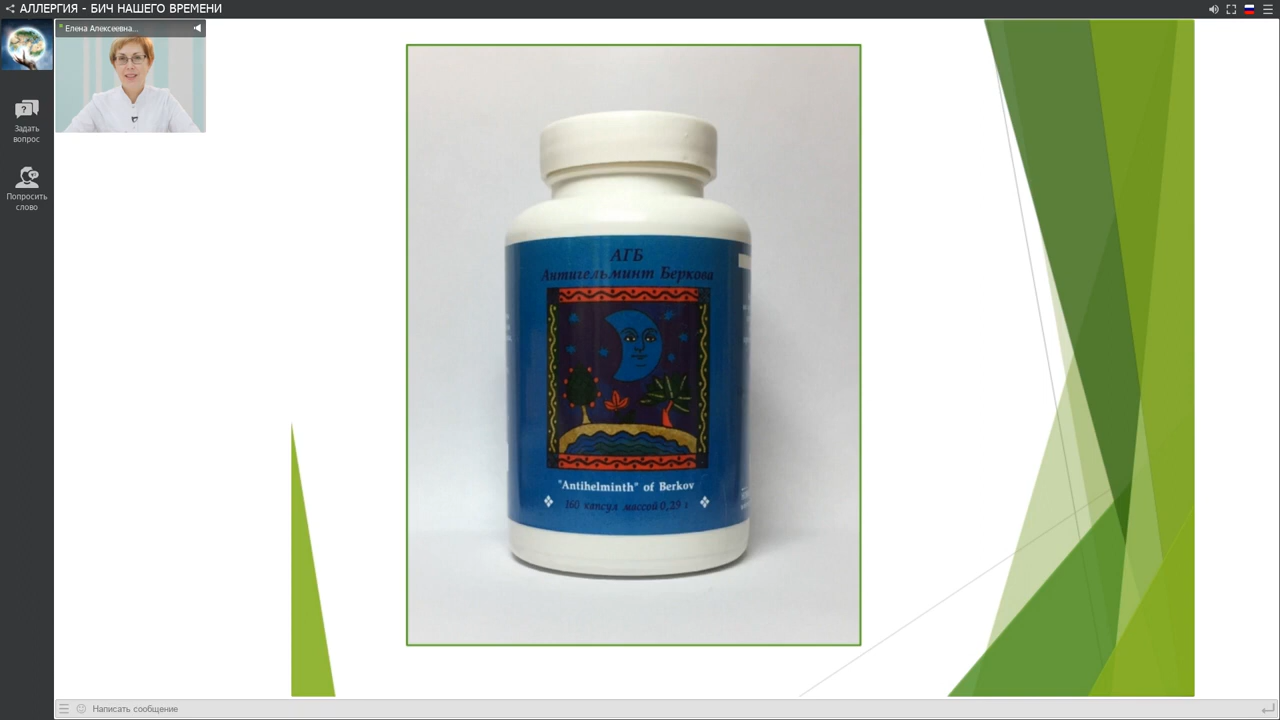 АЛЛЕРГИЯ - БИЧ НАШЕГО ВРЕМЕНИ
Елена Алексеевна...
Задать
вопрос
Попросить
слово
АГБ
Антигельминт Беркова
"Antihelminth" of Berkov
160 капсул массой 0,29 г
Написать сообщение